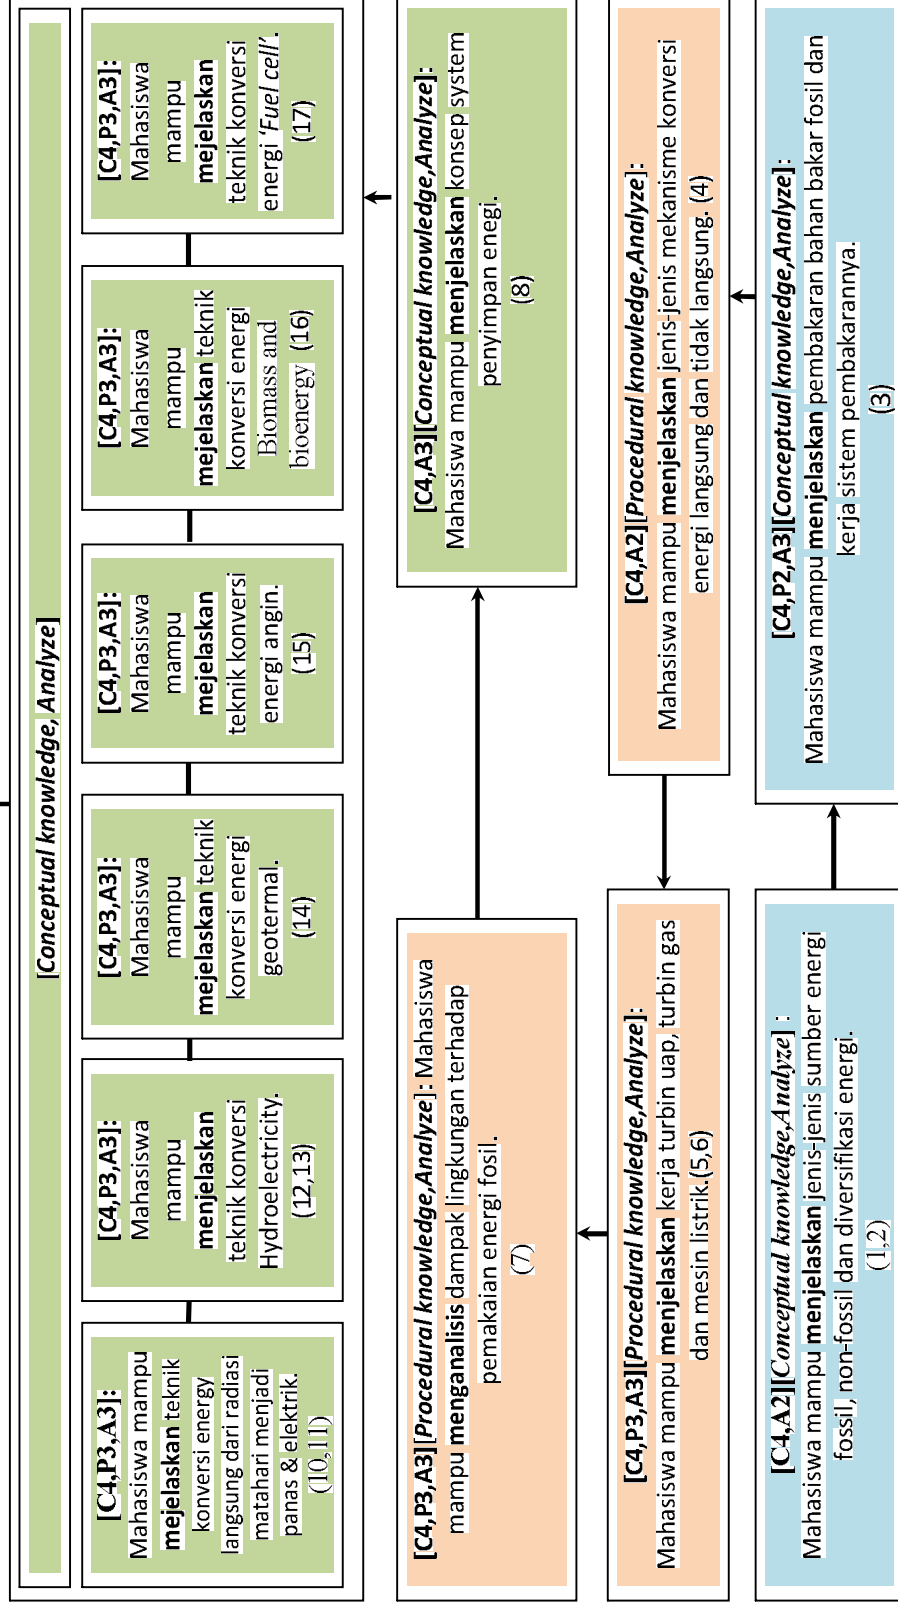 [Conceptual knowledge, Analyze]
[C4,P3,A3]:
Mahasiswa mampu
mejelaskan teknik
konversi energy
langsung dari radiasi
matahari menjadi
panas & elektrik.
(10,11)
[C4,P3,A3]:
Mahasiswa
mampu
menjelaskan
teknik konversi
Hydroelectricity.
(12,13)
[C4,P3,A3]:
Mahasiswa
mampu
mejelaskan teknik
konversi energi
geotermal.
(14)
[C4,P3,A3]:
Mahasiswa
mampu
mejelaskan
teknik konversi
energi angin.
(15)
[C4,P3,A3]:
Mahasiswa
mampu
mejelaskan teknik
konversi energi
Biomass and
bioenergy (16)
[C4,P3,A3]:
Mahasiswa
mampu
mejelaskan
teknik konversi
energi ‘Fuel cell’.
(17)
[C4,P3,A3][Procedural knowledge,Analyze]: Mahasiswa
mampu menganalisis dampak lingkungan terhadap
pemakaian energi fosil.
(7)
[C4,A3][Conceptual knowledge,Analyze]:
Mahasiswa mampu menjelaskan konsep system
penyimpan enegi.
(8)
[C4,P3,A3][Procedural knowledge,Analyze]:
Mahasiswa mampu menjelaskan kerja turbin uap, turbin gas
dan mesin listrik.(5,6)
[C4,A2][Procedural knowledge,Analyze]:
Mahasiswa mampu menjelaskan jenis-jenis mekanisme konversi
energi langsung dan tidak langsung. (4)
[C4,A2][Conceptual knowledge,Analyze] :
Mahasiswa mampu menjelaskan jenis-jenis sumber energi
fossil, non-fossil dan diversifikasi energi.
(1,2)
[C4,P2,A3][Conceptual knowledge,Analyze]:
Mahasiswa mampu menjelaskan pembakaran bahan bakar fosil dan
kerja sistem pembakarannya.
(3)